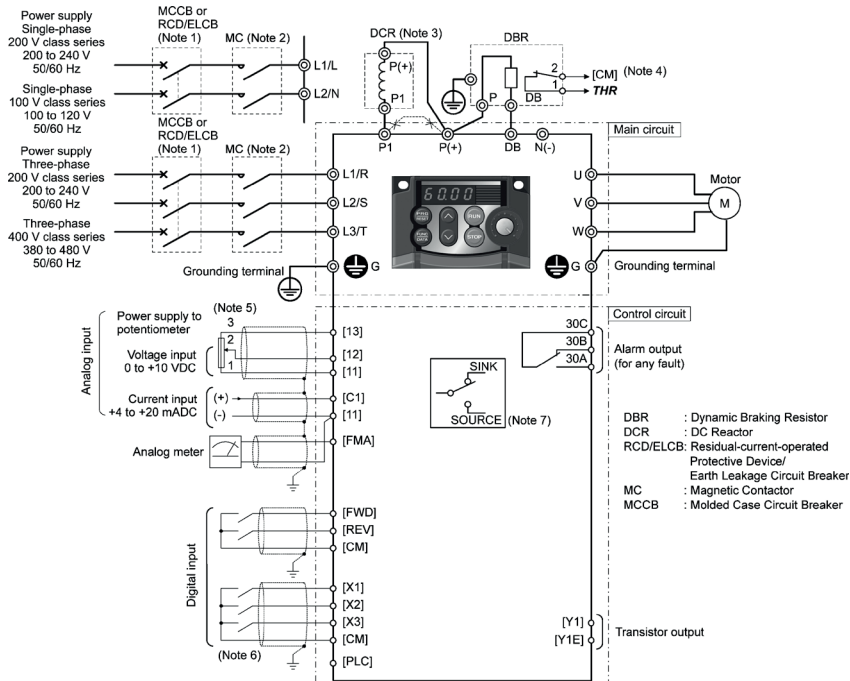 Power supply
Single-phase
200 V class series
200 to 240 V
50/60 Hz
Single-phase
100 V class series
100 to 120 V
50/60 Hz
MCCB or
RCD/ELCB
(Note 1)
MC (Note 2)
L1/L
L2/N
DCR (Note 3)
P(+)
P1
DBR
P
DB
2
1
[CM] (Note 4)
THR
Main circuit
P1
P(+)
DB
N(-)
Power supply
Three-phase
200 V class series
200 to 240 V
50/60 Hz
Three-phase
400 V class series
380 to 480 V
50/60 Hz
MCCB or
RCD/ELCB
(Note 1)
MC (Note 2)
L1/R
L2/S
L3/T
60.00
PRG
RESET
FUNC
DATA
RUN
STOP
U
V
W
Motor
M
Grounding terminal
G
G
Grounding terminal
Control circuit
Analog input
Power supply to
potentiometer
(Note 5)
3
2
1
Voltage input
0 to +10 VDC
Current input
+4 to +20 mADC
(+)
(-)
Analog meter
[13]
[12]
[11]
[C1]
[11]
[FMA]
SINK
SOURCE
(Note 7)
30C
30B
30A
Alarm output
(for any fault)
DBR : Dynamic Braking Resistor
DCR : DC Reactor
RCD/ELCB: Residual-current-operated
Protective Device/
Earth Leakage Circuit Breaker
MC : Magnetic Contactor
MCCB : Molded Case Circuit Breaker
Digital input
[FWD]
[REV]
[CM]
[X1]
[X2]
[X3]
[CM]
[PLC]
(Note 6)
[Y1]
[Y1E]
Transistor output